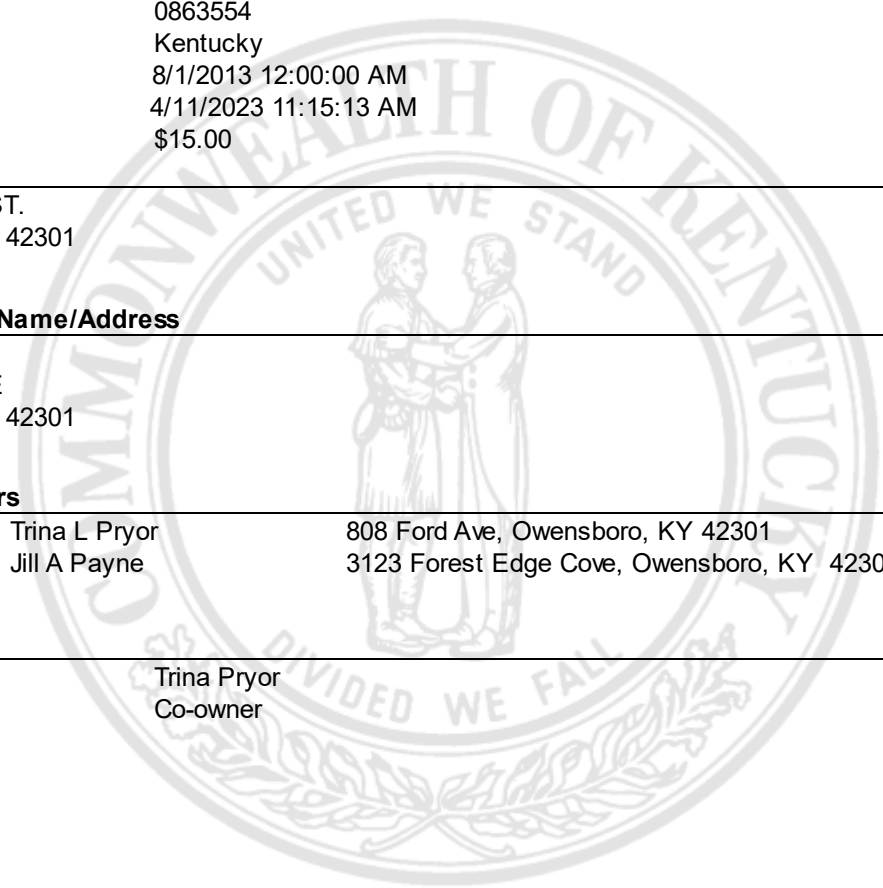 0863554
Kentucky
8/1/2013 12:00:00 AM
4/11/2023 11:15:13 AM
$15.00
ST.
42301
Name/Address
E
42301
rs
Trina L Pryor 808 Ford Ave, Owensboro, KY 42301
Jill A Payne 3123 Forest Edge Cove, Owensboro, KY 4230
Trina Pryor
Co-owner
COMMONWEALTH OF KENTUCKY
UNITED WE STAND
DIVIDED WE FALL